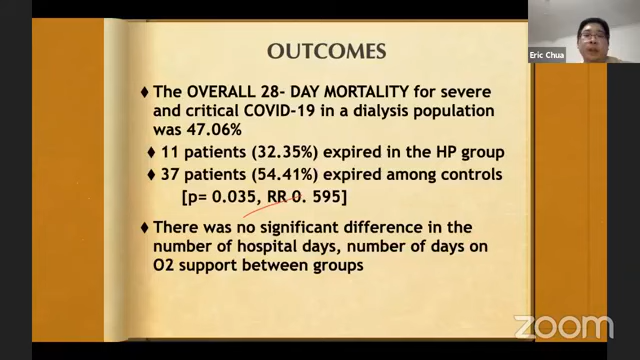 OUTCOMES
♦ The OVERALL 28- DAY MORTALITY for severe
and critical COVID-19 in a dialysis population
was 47.06%
♦ 11 patients (32.35%) expired in the HP group
♦ 37 patients (54.41%) expired among controls
[p= 0.035, RR 0. 595]
♦ There was no significant difference in the
number of hospital days, number of days on
O2 support between groups
Eric Chua
zoom